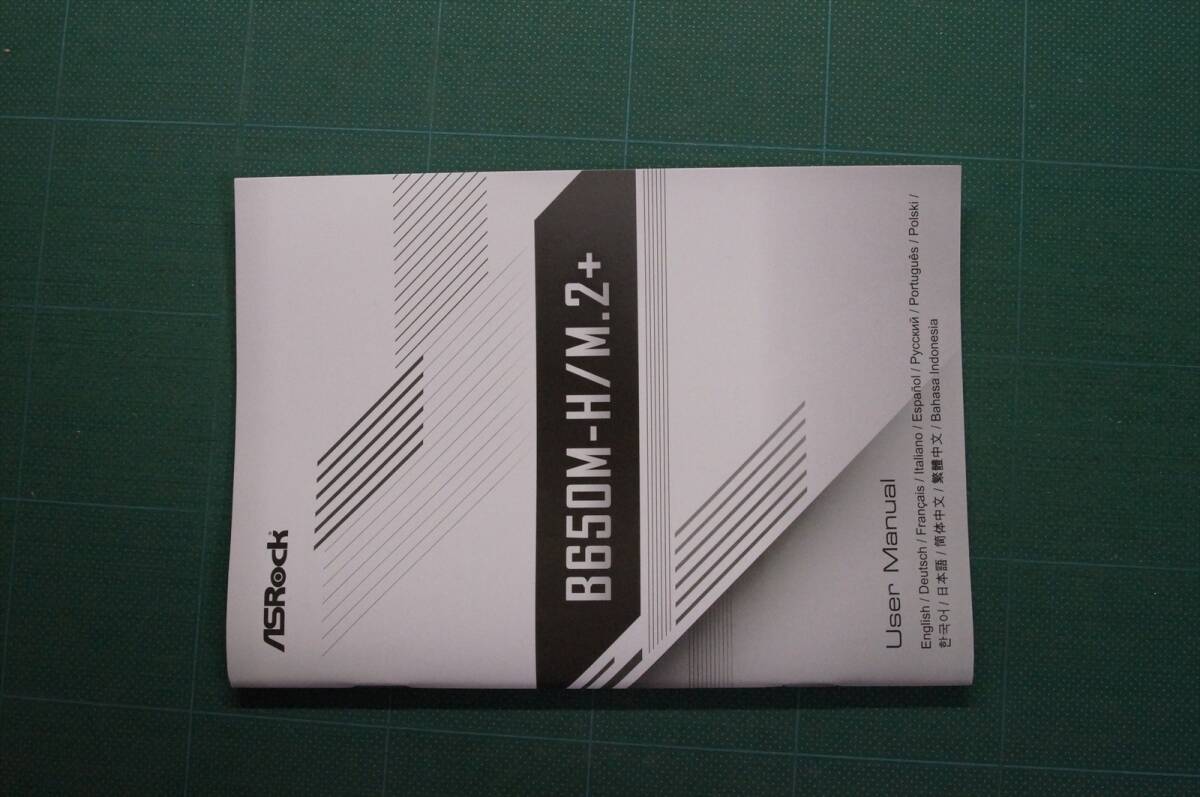 ASRock
B650M-H/M.2+
User Manual
English / Deutsch / Français / Italiano / Español / Русский / Português / Polski /
한국어 / 日本語 / 简体中文 / 繁體中文 / Bahasa Indonesia